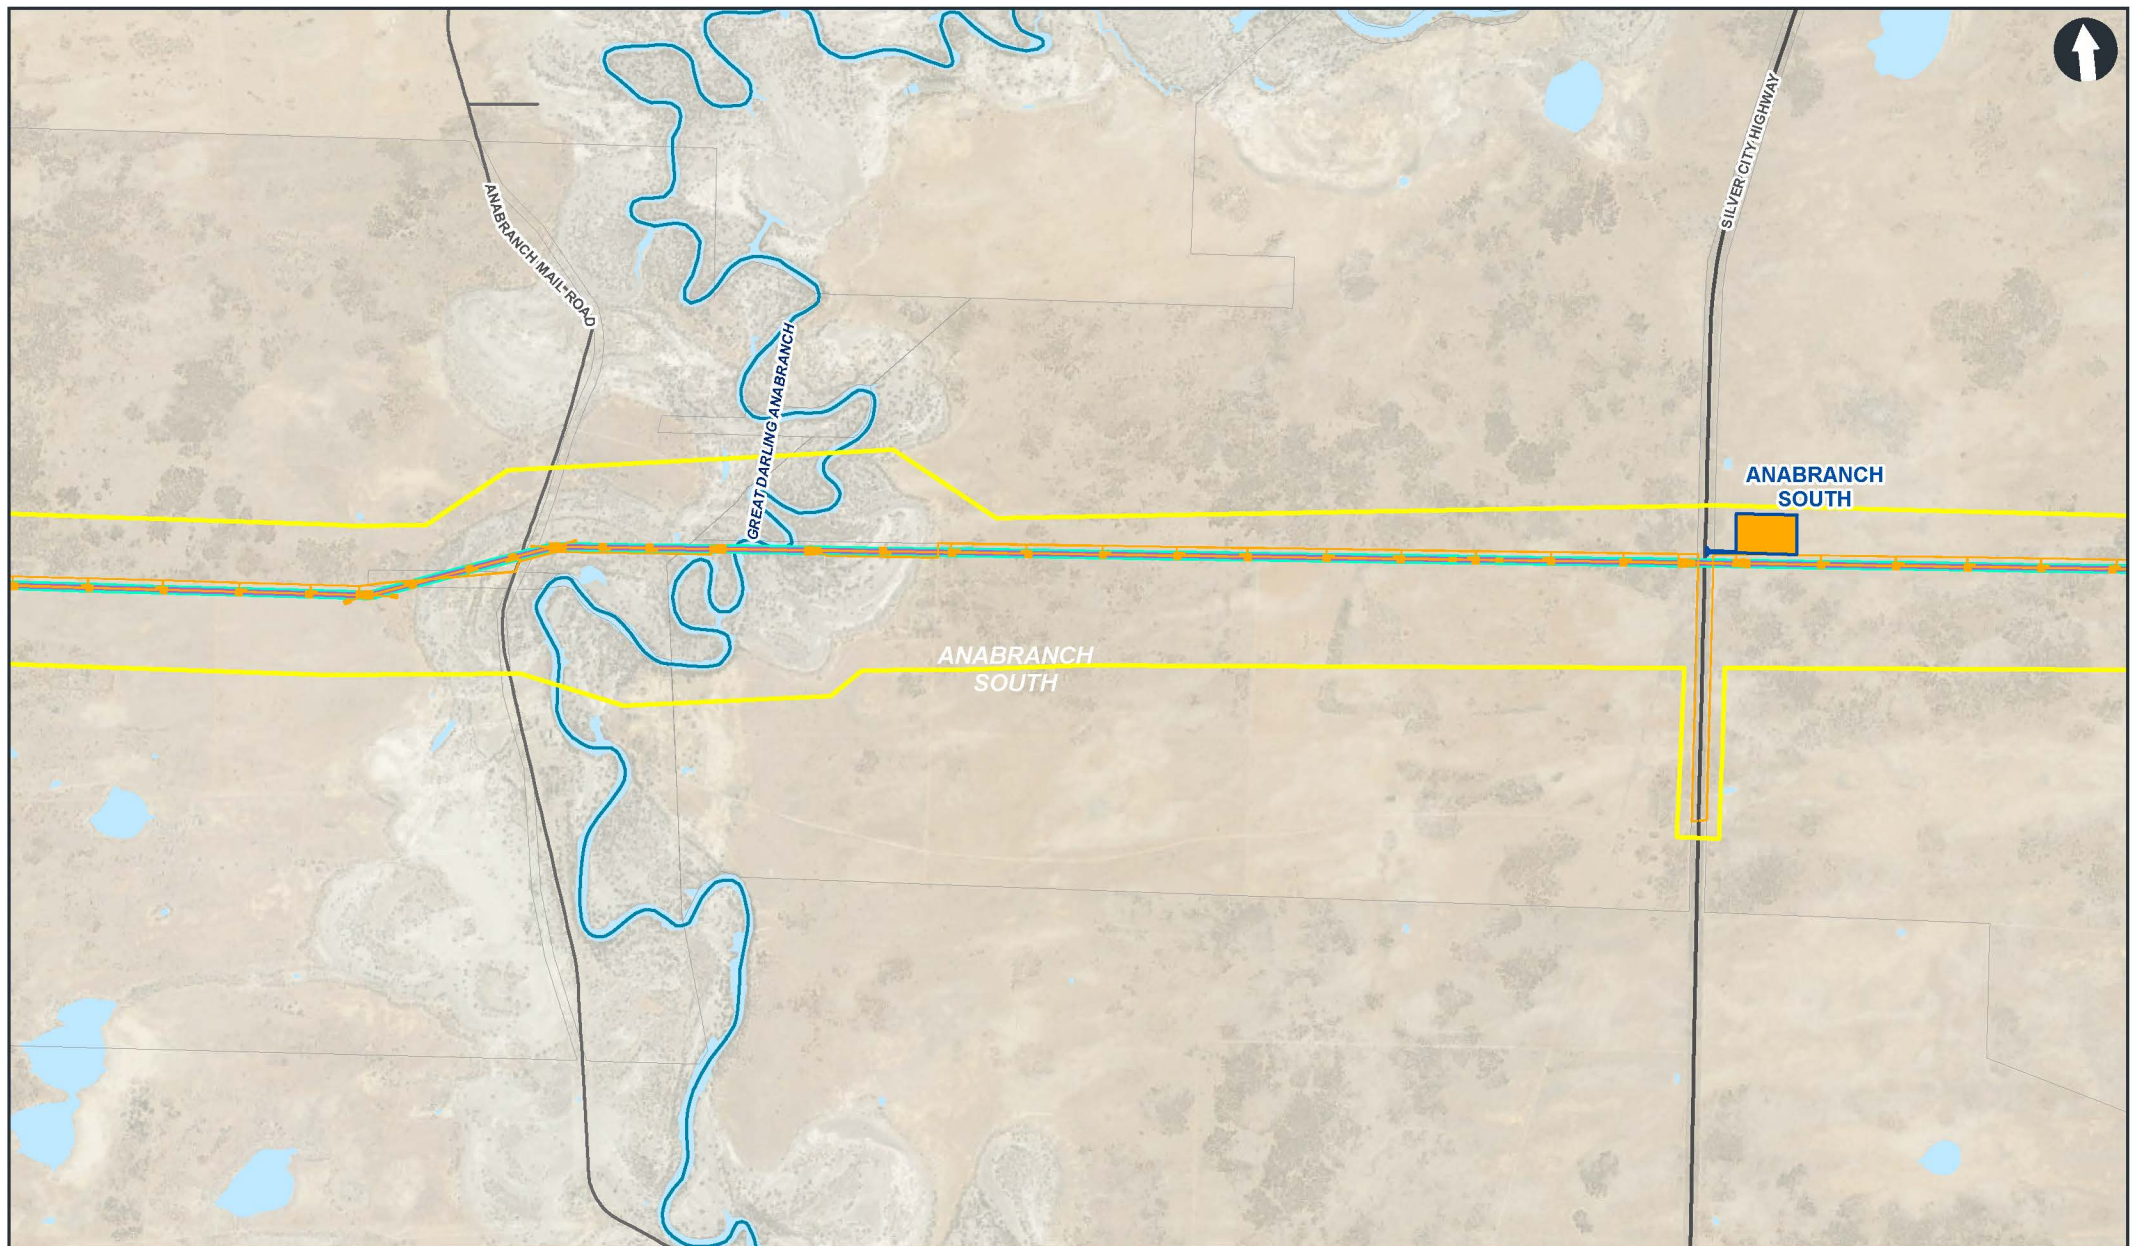 SILVER CITY HIGHWAY
ANABRANCH MAIL ROAD
GREAT DARLING ANABRANCH
ANABRANCH
SOUTH
ANABRANCH
SOUTH